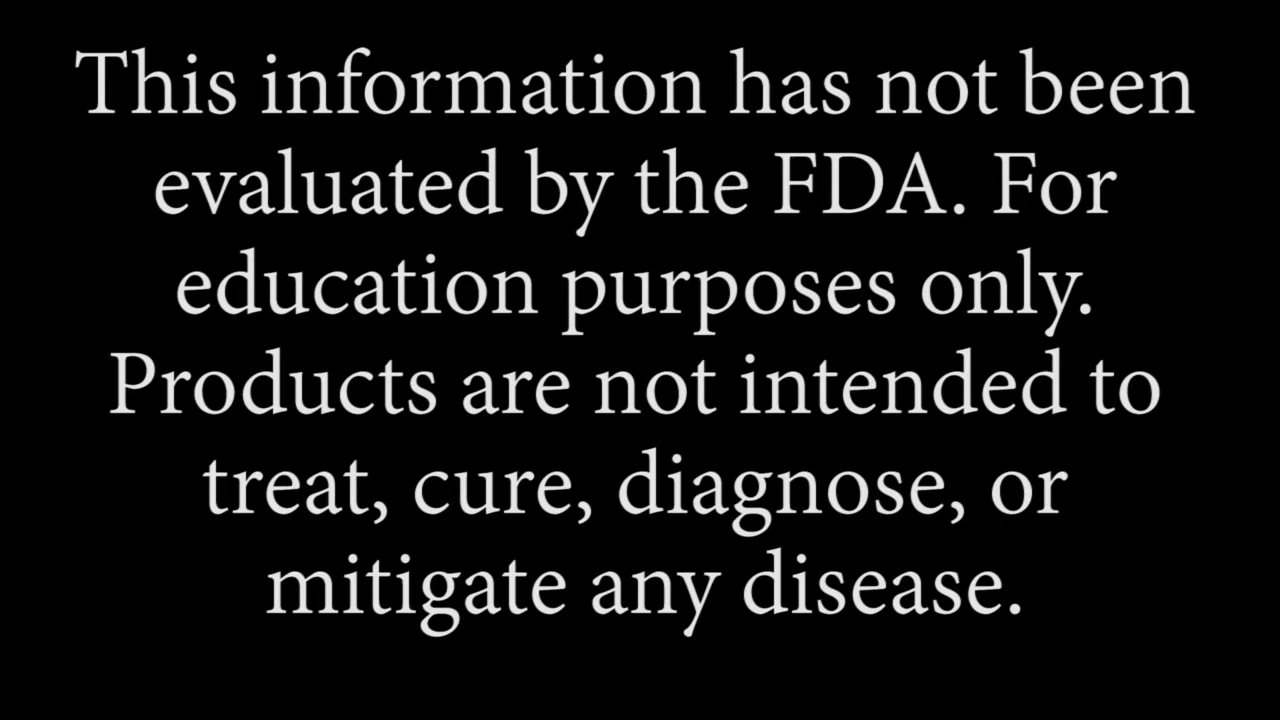 This information has not been
evaluated by the FDA. For
education purposes only.
Products are not intended to
treat, cure, diagnose, or
mitigate any disease.